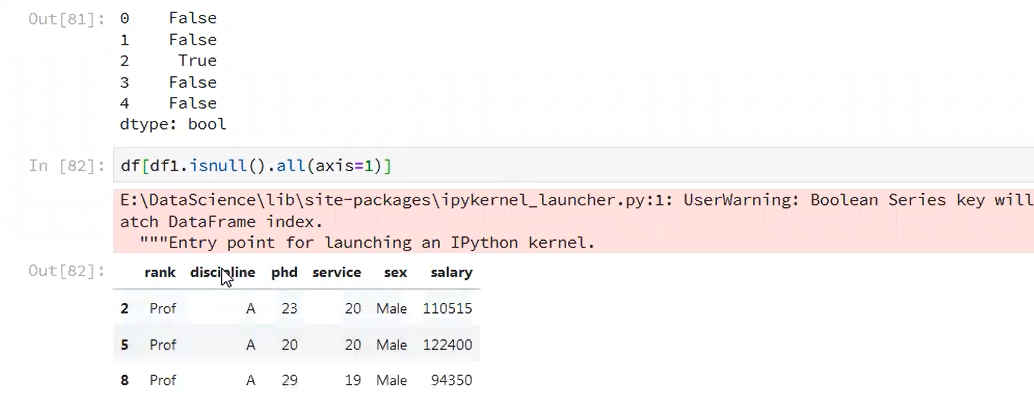 Out[81]: 0 False
1 False
2 True
3 False
4 False
dtype: bool
In [82]: df[df1.isnull().all(axis=1)]
E:\DataScience\lib\site-packages\ipykernel_launcher.py:1: UserWarning: Boolean Series key will
atch DataFrame index.
"""Entry point for launching an IPython kernel.
Out[82]: rank discipline phd service sex salary
2 Prof A 23 20 Male 110515
5 Prof A 20 20 Male 122400
8 Prof A 29 19 Male 94350